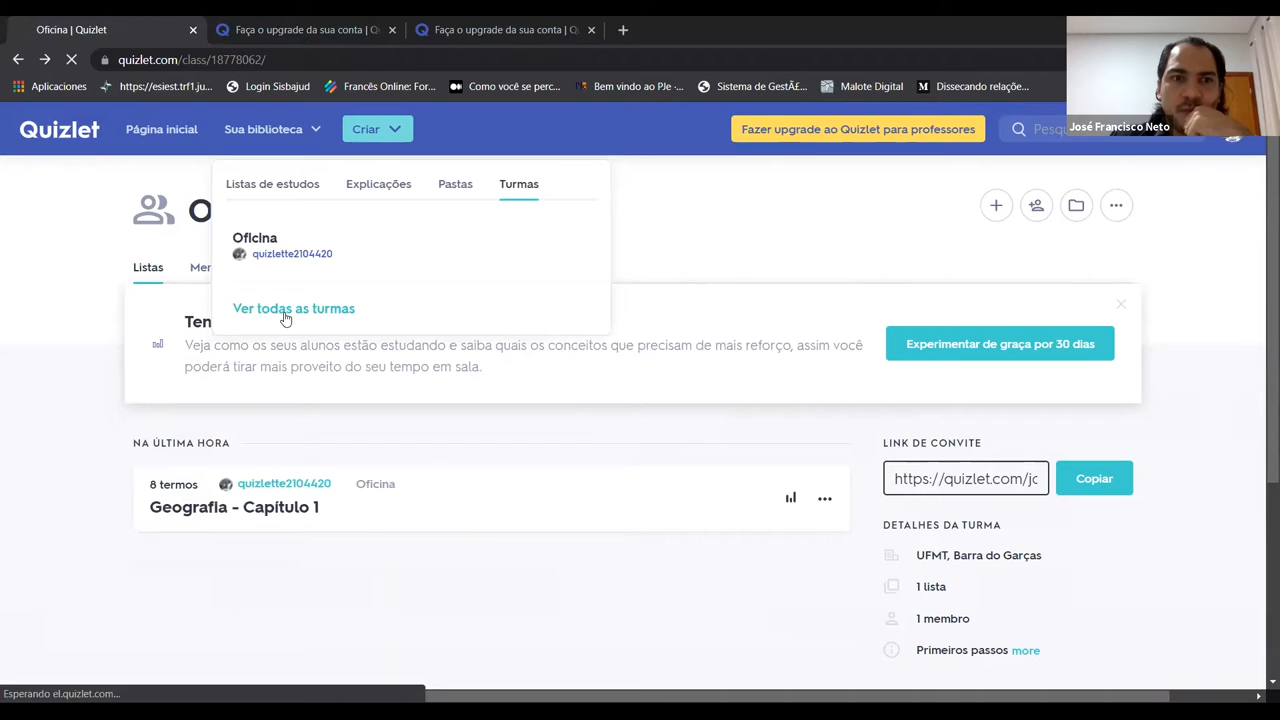 Oficina | Quizlet
Faça o upgrade da sua conta | Q
Faça o upgrade da sua conta | Q
quizlet.com/class/18778062/
Aplicações
https://esiest.trf1.ju...
Login Sisbajud
Francês Online: For...
Como você se perc...
Bem vindo ao PJe ·...
Sistema de GestÃ£...
Malote Digital
Dissecando relaçõe...
José Francisco Neto
Quizlet
Página inicial
Sua biblioteca
Criar
Fazer upgrade ao Quizlet para professores
Pesqu
Listas de estudos
Explicações
Pastas
Turmas
O
Oficina
quizlette2104420
Listas
Mer
Ver todas as turmas
Ten
Veja como os seus alunos estão estudando e saiba quais os conceitos que precisam de mais reforço, assim você
poderá tirar mais proveito do seu tempo em sala.
Experimentar de graça por 30 dias
NA ÚLTIMA HORA
8 termos
quizlette2104420
Oficina
Geografia - Capítulo 1
LINK DE CONVITE
https://quizlet.com/jc
Copiar
DETALHES DA TURMA
UFMT, Barra do Garças
1 lista
1 membro
Primeiros passos more
Esperando el.quizlet.com...